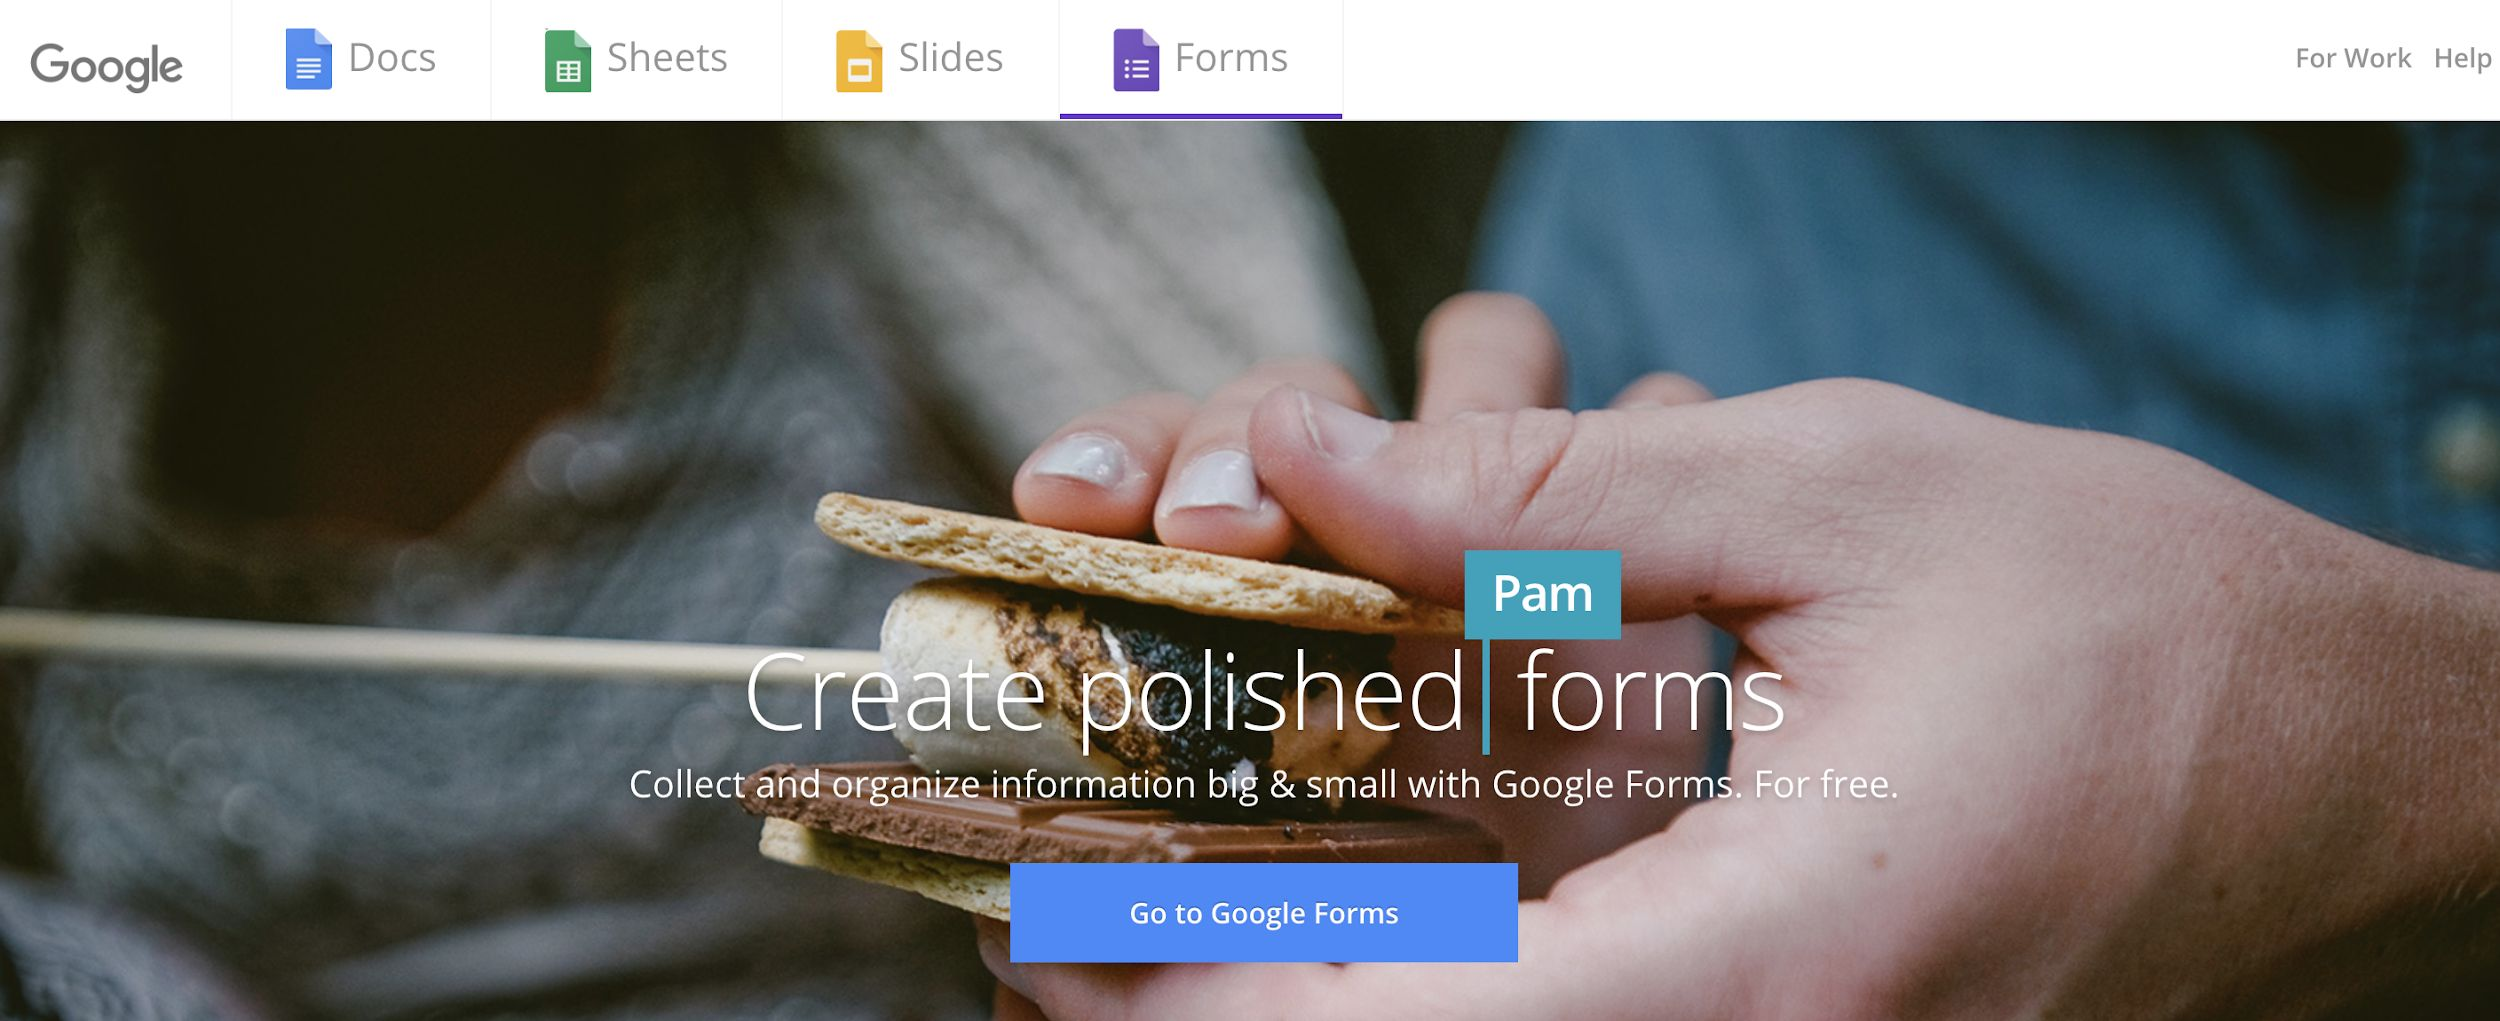 Google Docs Sheets Slides Forms For Work Help
Pam
Create polished forms
Collect and organize information big & small with Google Forms. For free.
Go to Google Forms